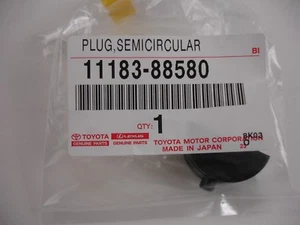 PLUG,SEMICIRCULAR
BI
11183-88580
QTY: 1
TOYOTA LEXUS
GENUINE PARTS GENUINE PARTS
TOYOTA MOTOR CORPORATION
MADE IN JAPAN